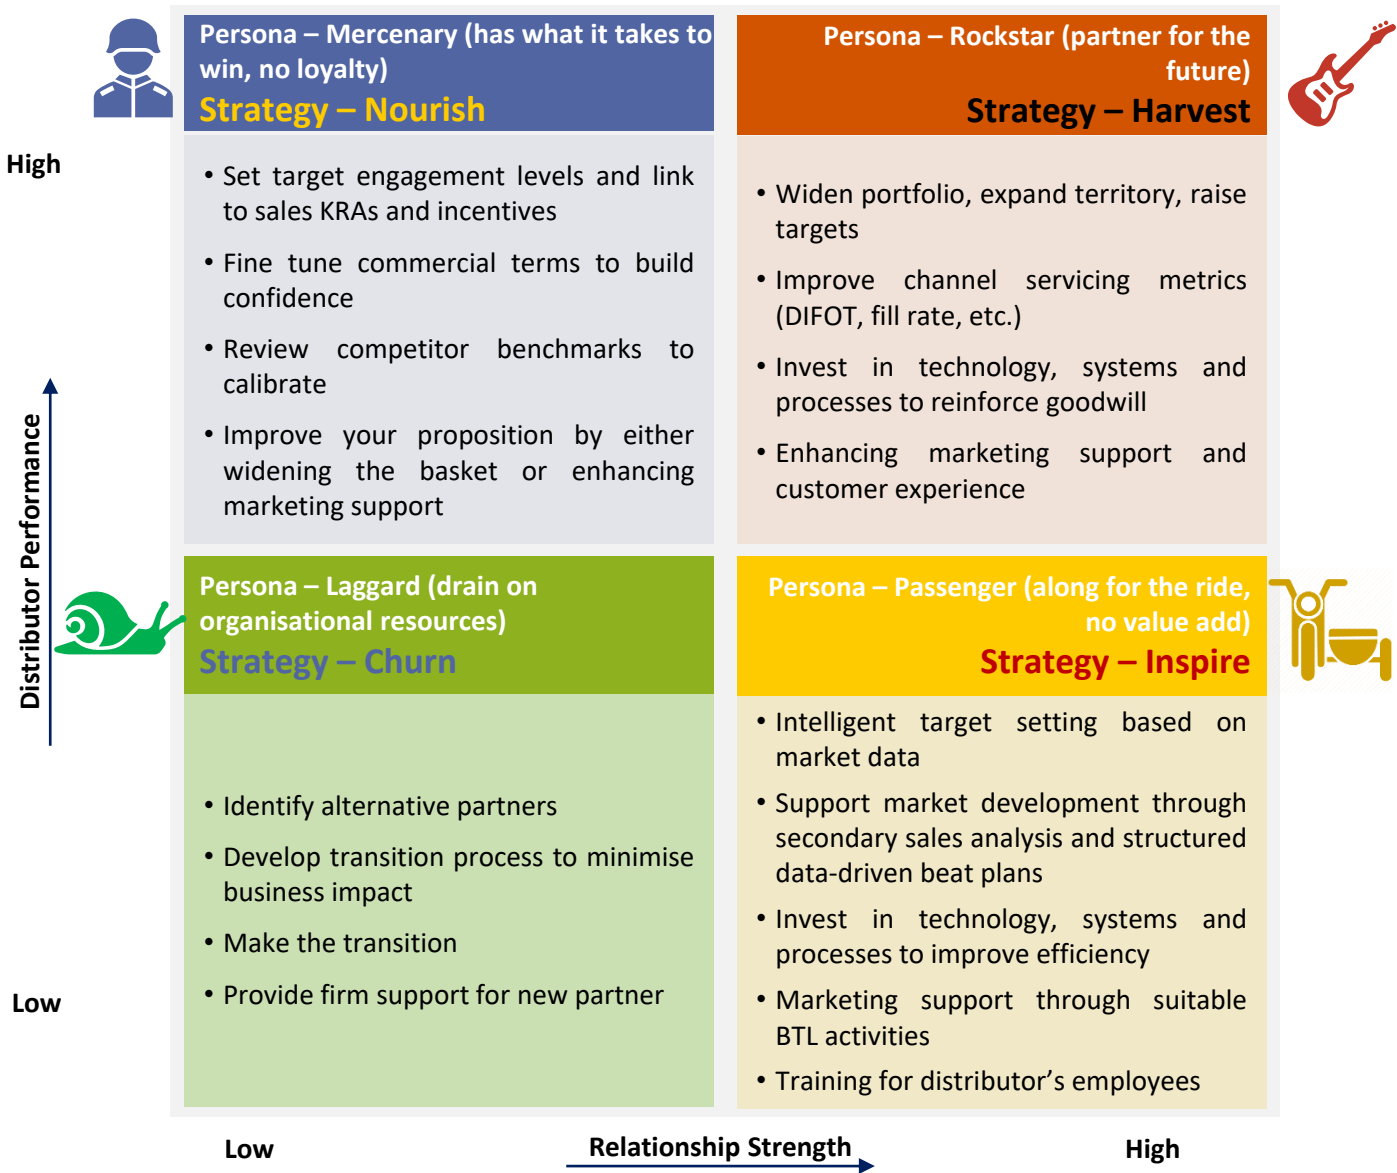 Persona – Mercenary (has what it takes to
win, no loyalty)
Strategy – Nourish
Persona – Rockstar (partner for the
future)
Strategy – Harvest
High
• Set target engagement levels and link
to sales KRAs and incentives
• Fine tune commercial terms to build
confidence
• Review competitor benchmarks to
calibrate
• Improve your proposition by either
widening the basket or enhancing
marketing support
• Widen portfolio, expand territory, raise
targets
• Improve channel servicing metrics
(DIFOT, fill rate, etc.)
• Invest in technology, systems and
processes to reinforce goodwill
• Enhancing marketing support and
customer experience
Distributor Performance
Persona – Laggard (drain on
organisational resources)
Strategy – Churn
Persona – Passenger (along for the ride,
no value add)
Strategy – Inspire
• Identify alternative partners
• Develop transition process to minimise
business impact
• Make the transition
• Provide firm support for new partner
• Intelligent target setting based on
market data
• Support market development through
secondary sales analysis and structured
data-driven beat plans
• Invest in technology, systems and
processes to improve efficiency
• Marketing support through suitable
BTL activities
• Training for distributor’s employees
Low
Low
Relationship Strength
High